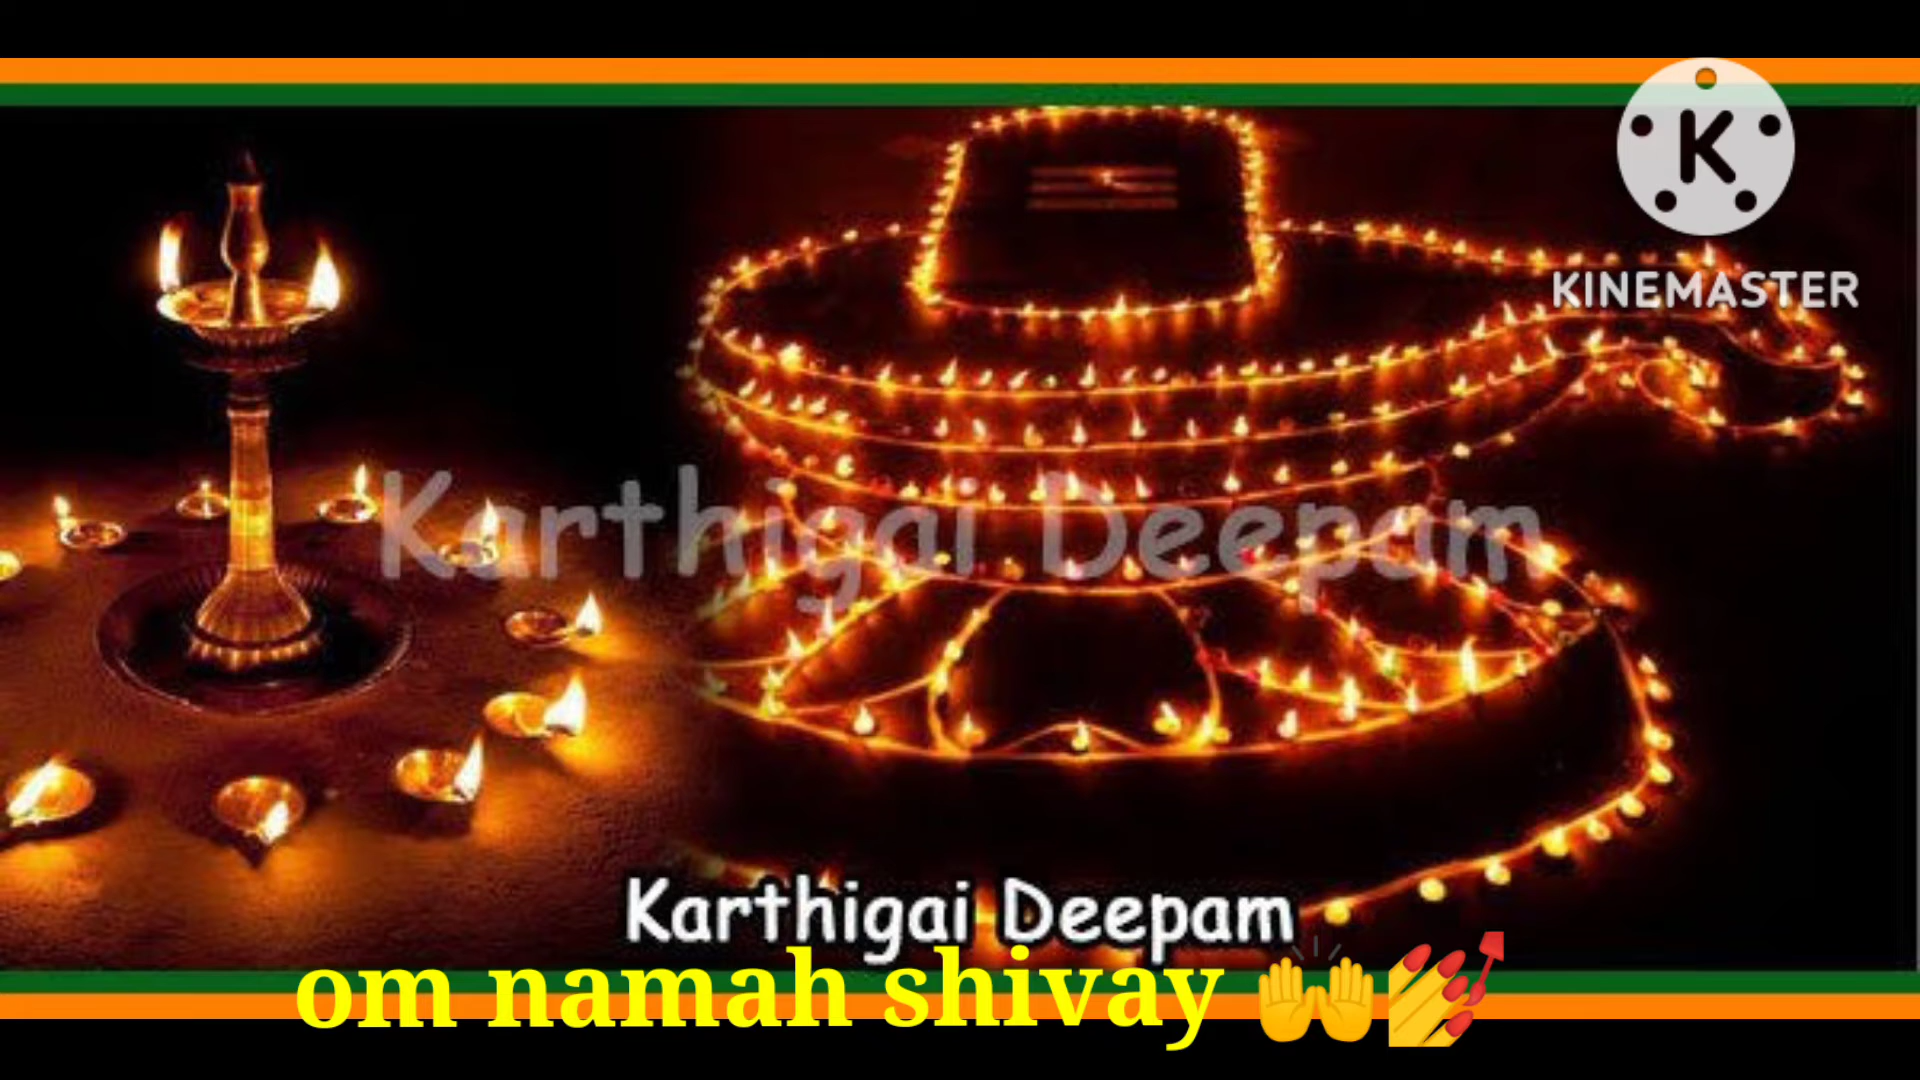 K
KINEMASTER
Karthigai Deepam
Karthigai Deepam
om namah shivay 🙌 💅